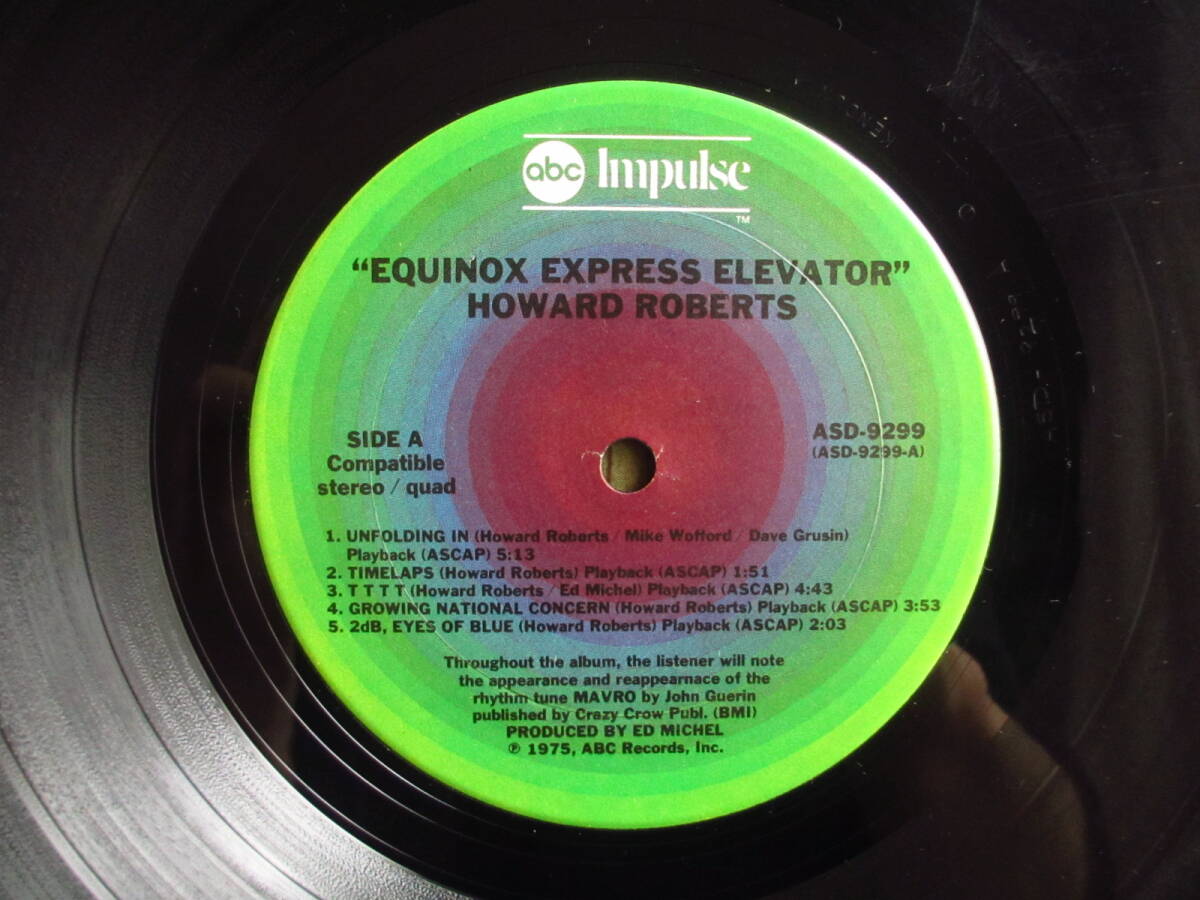 abc Impulse
TM
“EQUINOX EXPRESS ELEVATOR”
HOWARD ROBERTS
SIDE A
Compatible
stereo / quad
ASD-9299
(ASD-9299-A)
1. UNFOLDING IN (Howard Roberts / Mike Wofford / Dave Grusin)
Playback (ASCAP) 5:13
2. TIMELAPS (Howard Roberts) Playback (ASCAP) 1:51
3. T T T T (Howard Roberts / Ed Michel) Playback (ASCAP) 4:43
4. GROWING NATIONAL CONCERN (Howard Roberts) Playback (ASCAP) 3:53
5. 2dB, EYES OF BLUE (Howard Roberts) Playback (ASCAP) 2:03
Throughout the album, the listener will note
the appearance and reappearnace of the
rhythm tune MAVRO by John Guerin
published by Crazy Crow Publ. (BMI)
PRODUCED BY ED MICHEL
℗ 1975, ABC Records, Inc.